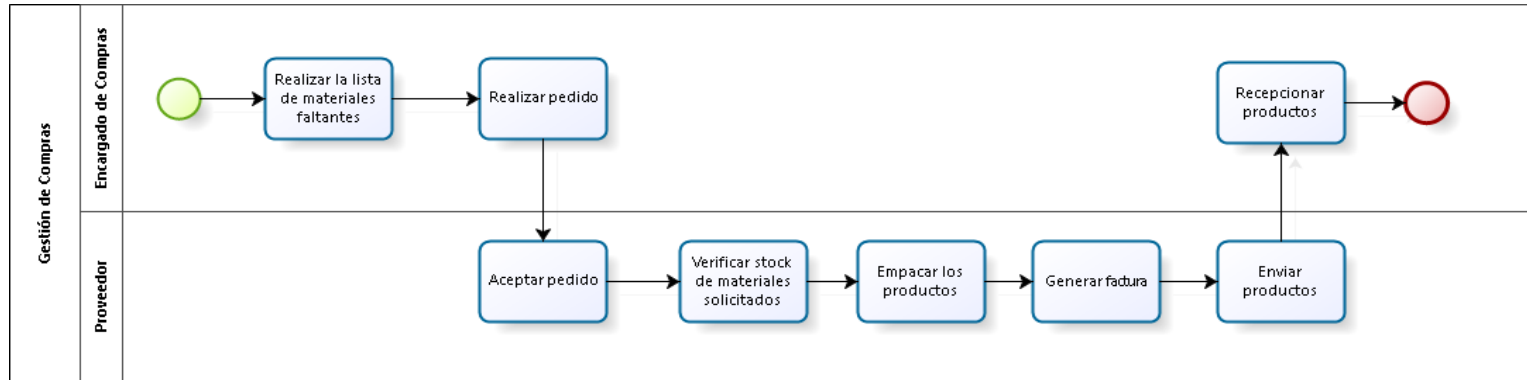 Gestión de Compras
Encargado de Compras
Realizar la lista
de materiales
faltantes
Realizar pedido
Recepcionar
productos
Proveedor
Aceptar pedido
Verificar stock
de materiales
solicitados
Empacar los
productos
Generar factura
Enviar
productos